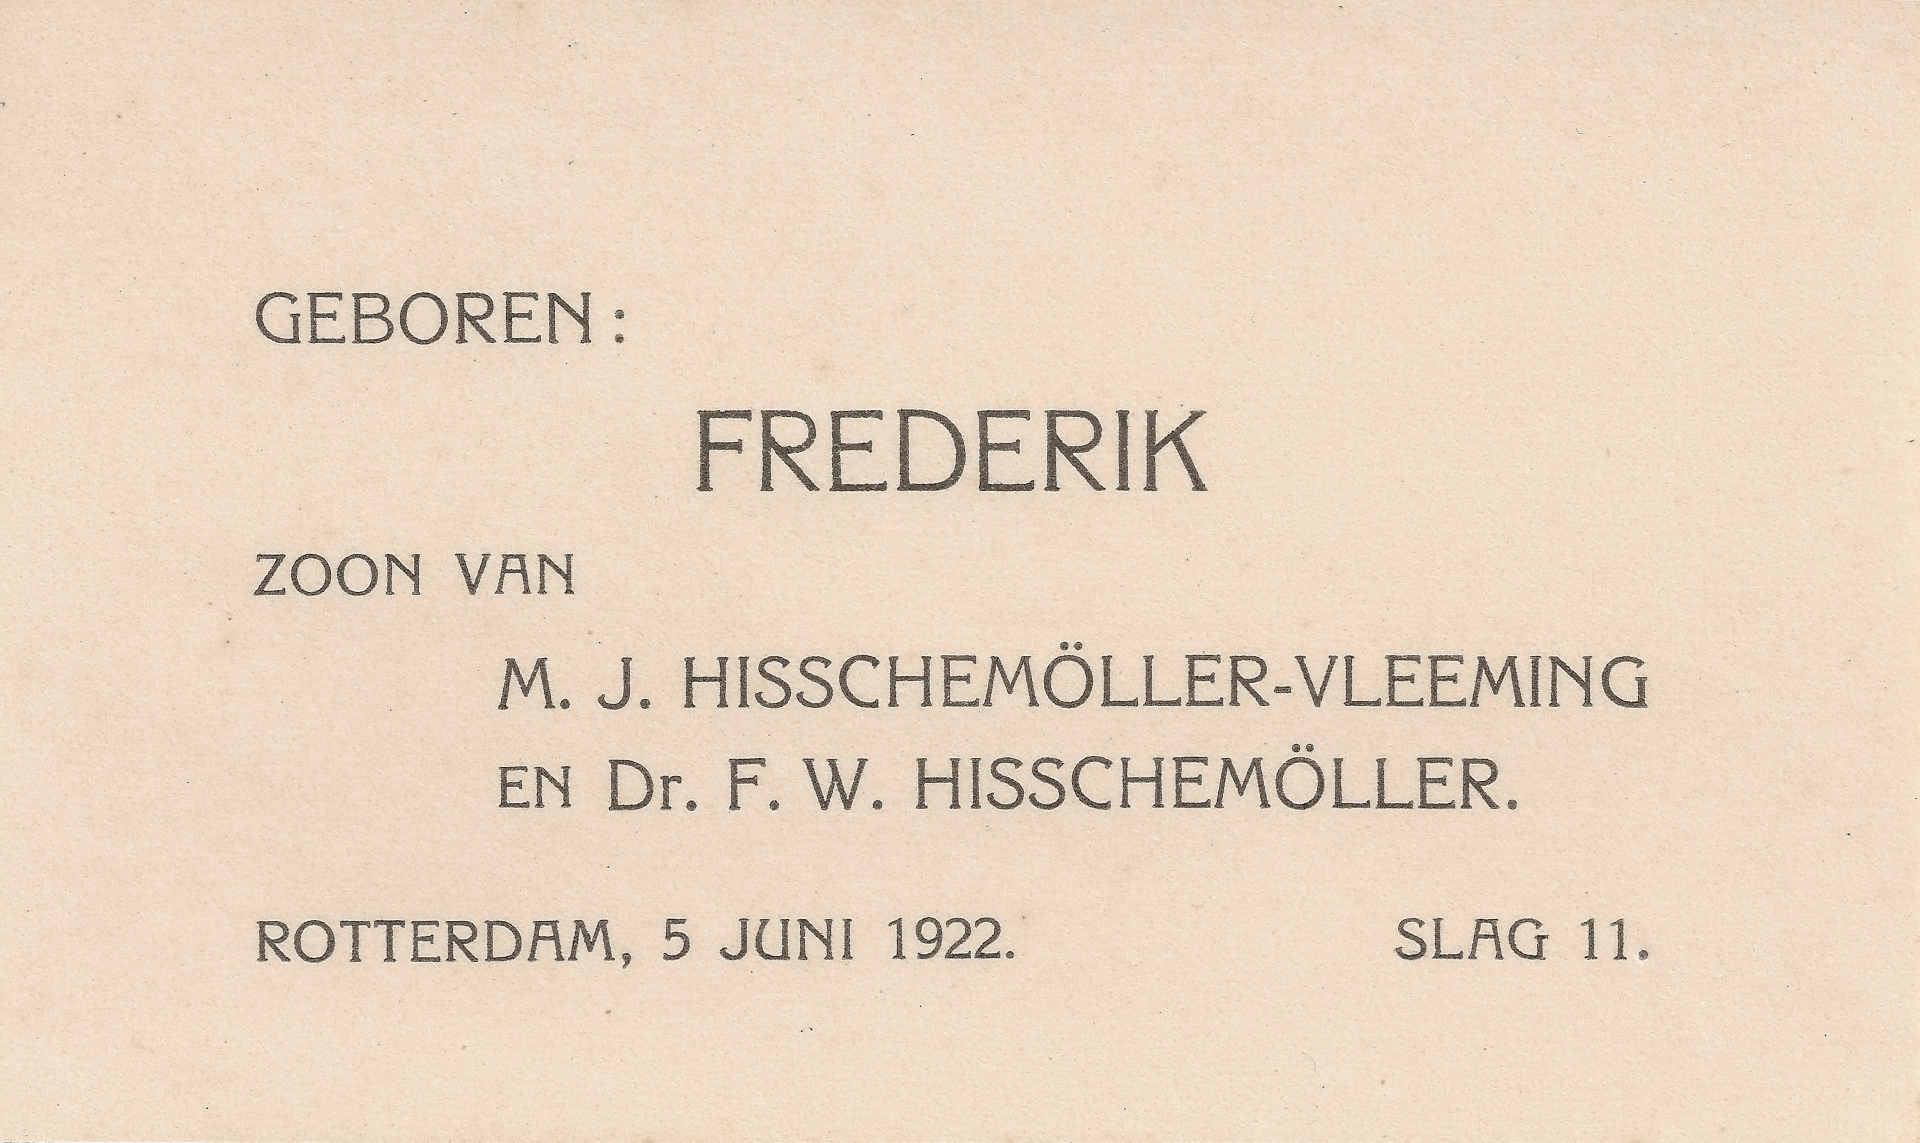 GEBOREN:
FREDERIK
ZOON VAN
M. J. HISSCHEMÖLLER-VLEEMING
EN Dr. F. W. HISSCHEMÖLLER.
ROTTERDAM, 5 JUNI 1922. SLAG 11.